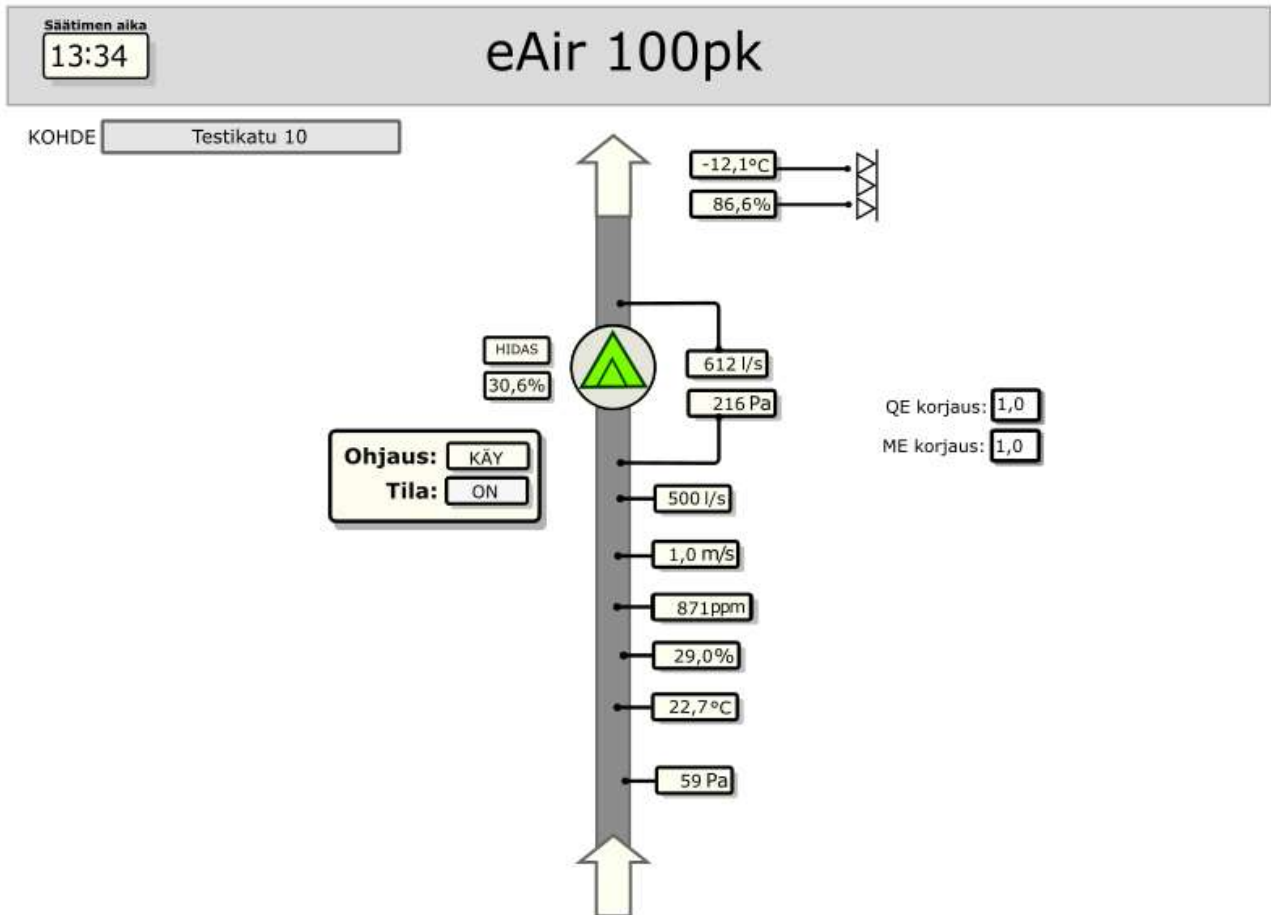 Säätimen aika
13:34
eAir 100pk
KOHDE Testikatu 10
-12,1°C
86,6%
HIDAS
30,6%
612 l/s
216 Pa
QE korjaus: 1,0
ME korjaus: 1,0
Ohjaus: KÄY
Tila: ON
500 l/s
1,0 m/s
871ppm
29,0%
22,7°C
59 Pa